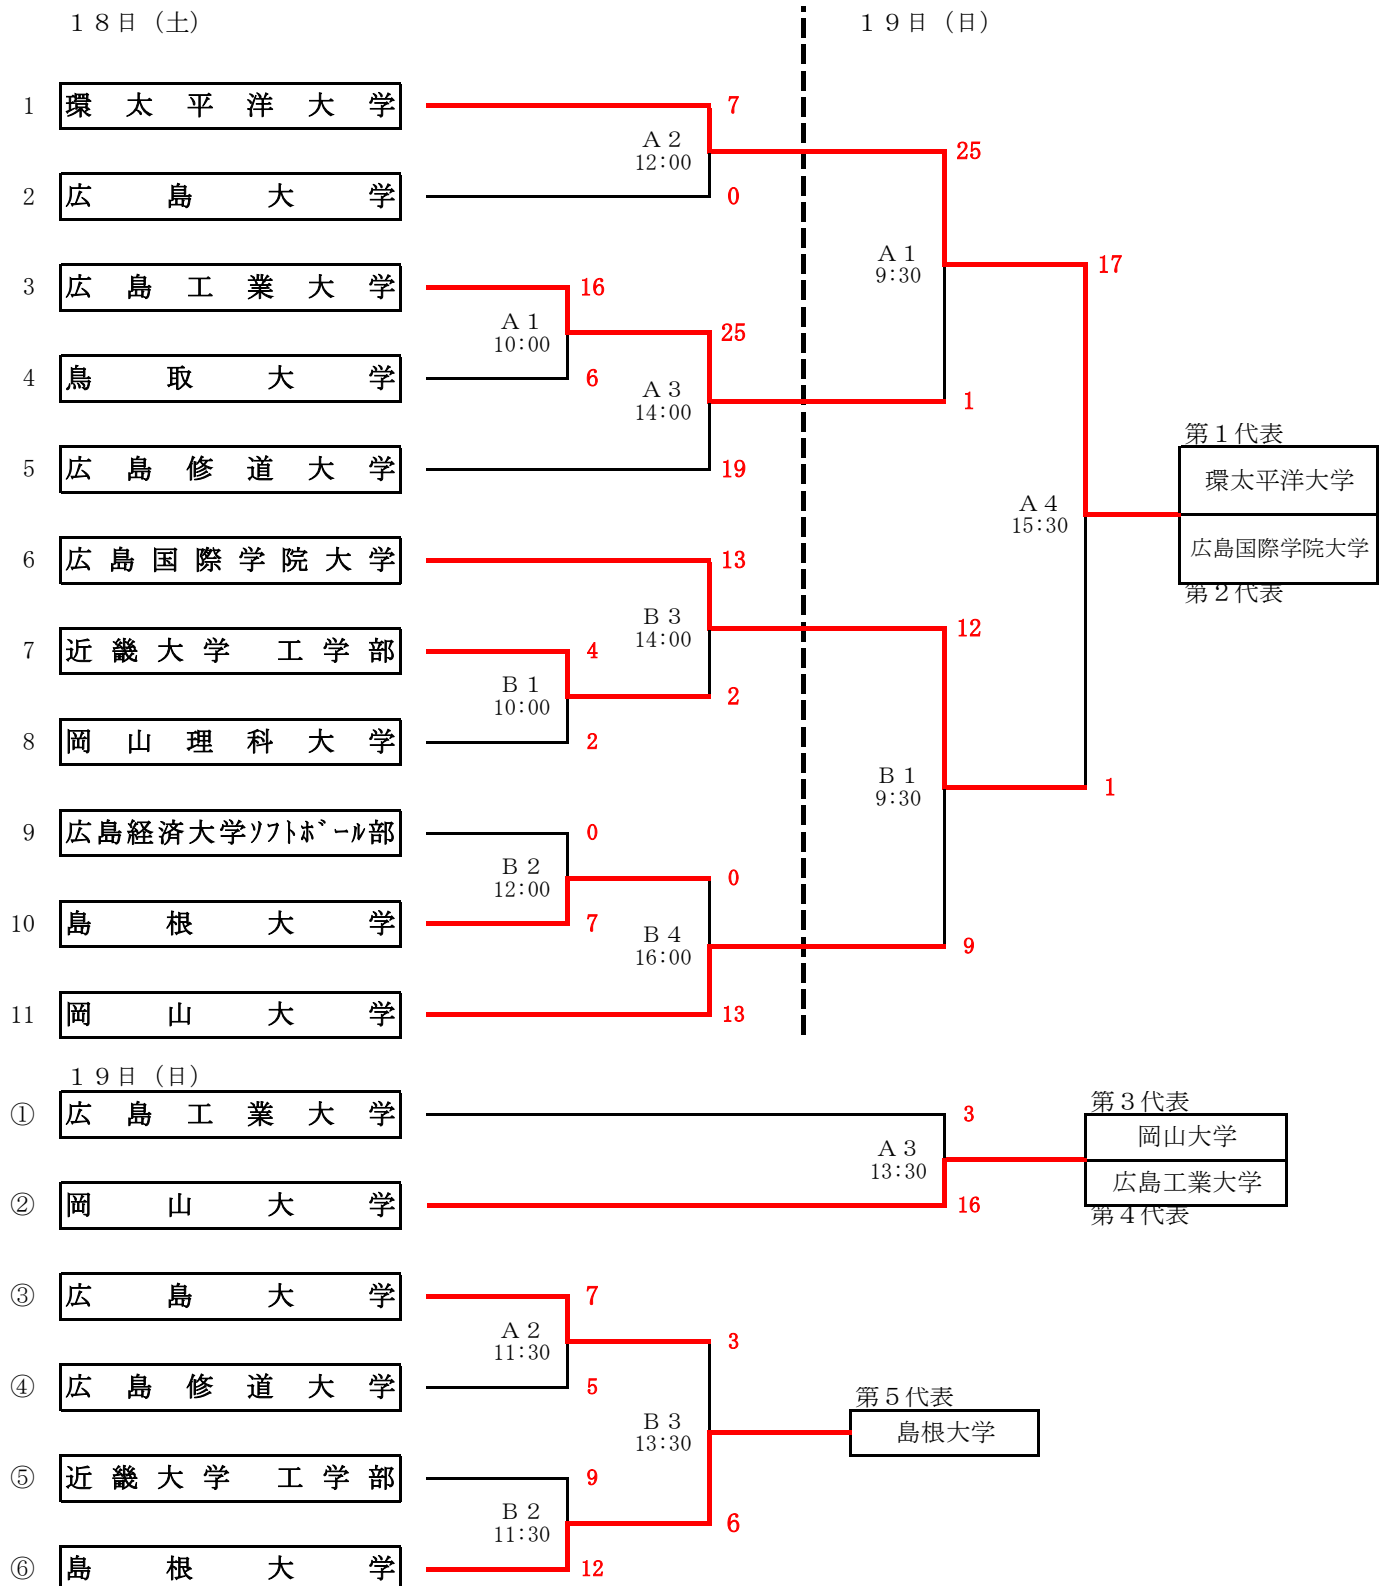 １８日（土）
１９日（日）
1 環太平洋大学
7
Ａ２
12:00
25
2 広島大学
0
Ａ１
9:30
17
3 広島工業大学
16
Ａ１
10:00
25
4 鳥取大学
6
Ａ３
14:00
1
第１代表
5 広島修道大学
19
環太平洋大学
Ａ４
15:30
6 広島国際学院大学
13
広島国際学院大学
第２代表
Ｂ３
14:00
12
7 近畿大学　工学部
4
Ｂ１
10:00
2
8 岡山理科大学
2
Ｂ１
9:30
1
9 広島経済大学ｿﾌﾄﾎﾞｰﾙ部
0
Ｂ２
12:00
0
10 島根大学
7
Ｂ４
16:00
9
11 岡山大学
13
１９日（日）
① 広島工業大学
3
第３代表
岡山大学
Ａ３
13:30
広島工業大学
② 岡山大学
16
第４代表
③ 広島大学
7
Ａ２
11:30
3
④ 広島修道大学
5
第５代表
Ｂ３
13:30
島根大学
⑤ 近畿大学　工学部
9
Ｂ２
11:30
6
⑥ 島根大学
12